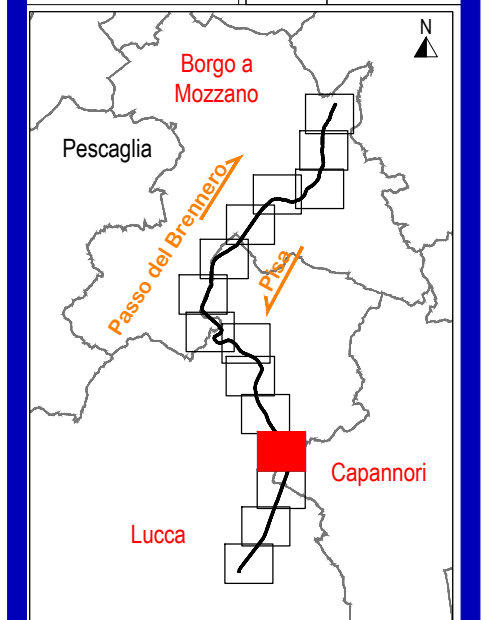 N
Borgo a
Mozzano
Pescaglia
Passo del Brennero
Pisa
Capannori
Lucca